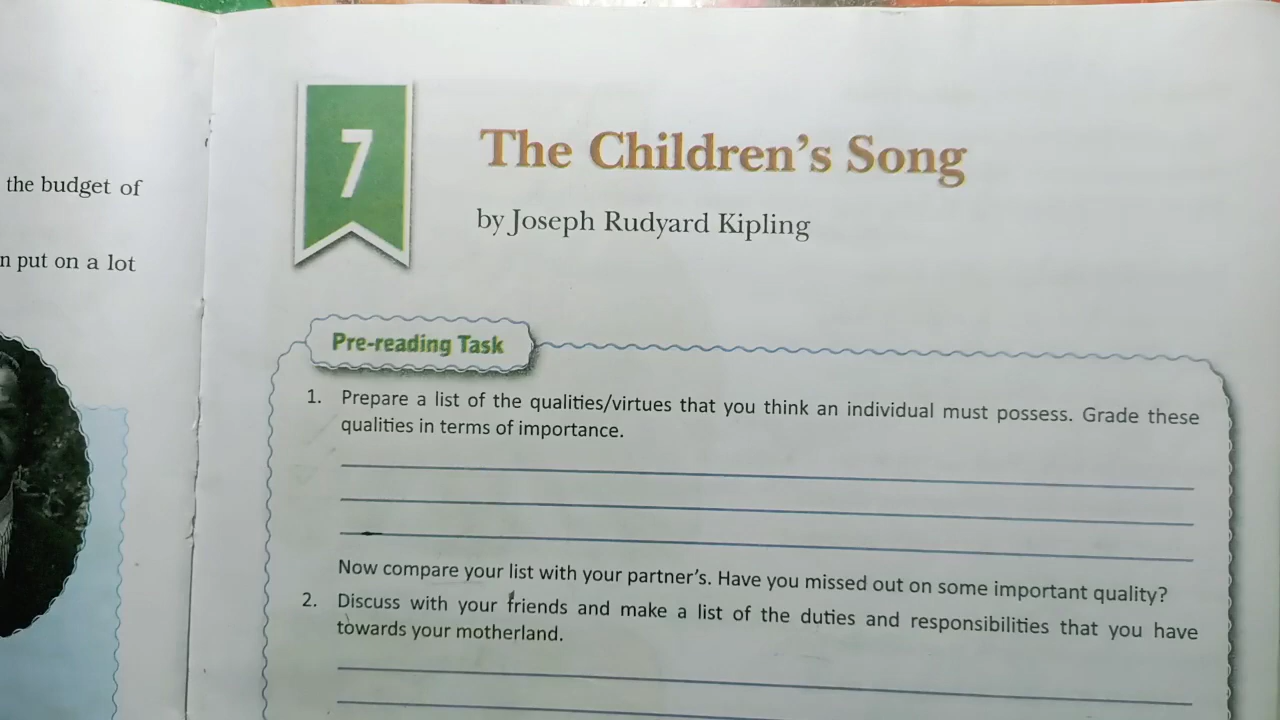 the budget of
n put on a lot
7
The Children's Song
by Joseph Rudyard Kipling
Pre-reading Task
1. Prepare a list of the qualities/virtues that you think an individual must possess. Grade these
qualities in terms of importance.
Now compare your list with your partner's. Have you missed out on some important quality?
2. Discuss with your friends and make a list of the duties and responsibilities that you have
towards your motherland.